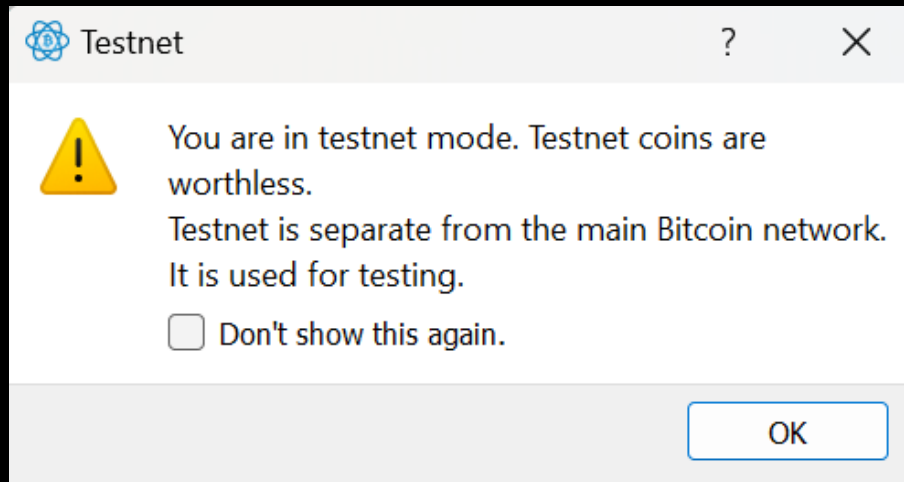 Testnet
You are in testnet mode. Testnet coins are
worthless.
Testnet is separate from the main Bitcoin network.
It is used for testing.
Don't show this again.
OK